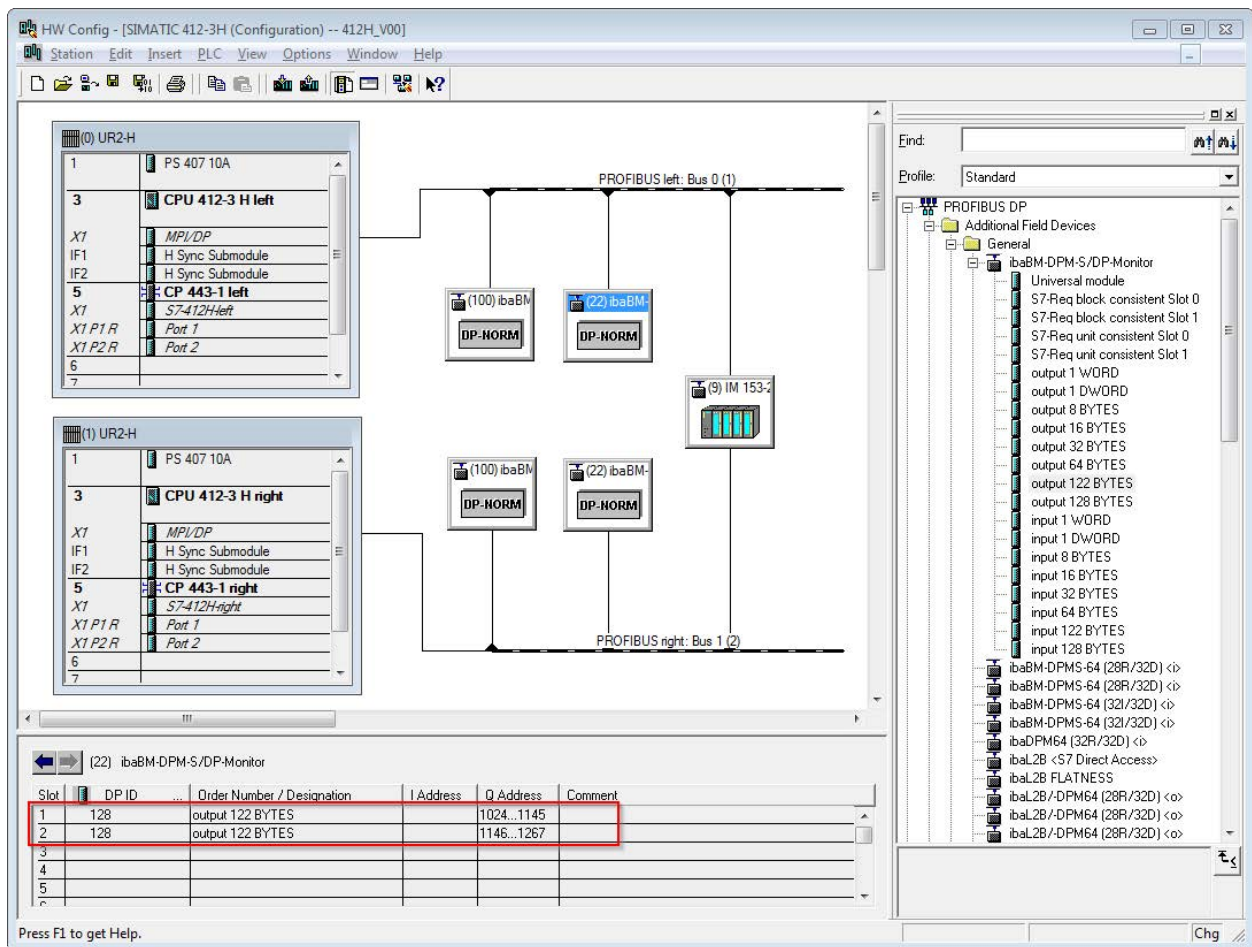 HW Config - [SIMATIC 412-3H (Configuration) -- 412H_V00]
Station Edit Insert PLC View Options Window Help
(0) UR2-H
1 PS 407 10A
3 CPU 412-3 H left
X1 MPI/DP
IF1 H Sync Submodule
IF2 H Sync Submodule
5 CP 443-1 left
X1 S7-412H-left
X1 P1 R Port 1
X1 P2 R Port 2
6
7
PROFIBUS left: Bus 0 (1)
(100) ibaBM
DP-NORM
(22) ibaBM-
DP-NORM
(9) IM 153-2
(1) UR2-H
1 PS 407 10A
3 CPU 412-3 H right
X1 MPI/DP
IF1 H Sync Submodule
IF2 H Sync Submodule
5 CP 443-1 right
X1 S7-412H-right
X1 P1 R Port 1
X1 P2 R Port 2
6
7
(100) ibaBM
DP-NORM
(22) ibaBM-
DP-NORM
PROFIBUS right: Bus 1 (2)
Find:
Profile: Standard
PROFIBUS DP
Additional Field Devices
General
ibaBM-DPM-S/DP-Monitor
Universal module
S7-Req block consistent Slot 0
S7-Req block consistent Slot 1
S7-Req unit consistent Slot 0
S7-Req unit consistent Slot 1
output 1 WORD
output 1 DWORD
output 8 BYTES
output 16 BYTES
output 32 BYTES
output 64 BYTES
output 122 BYTES
output 128 BYTES
input 1 WORD
input 1 DWORD
input 8 BYTES
input 16 BYTES
input 32 BYTES
input 64 BYTES
input 122 BYTES
input 128 BYTES
ibaBM-DPMS-64 (28R/32D) <i>
ibaBM-DPMS-64 (28R/32D) <i>
ibaBM-DPMS-64 (32I/32D) <i>
ibaBM-DPMS-64 (32I/32D) <i>
ibaDPM64 (32R/32D) <i>
ibaL2B <S7 Direct Access>
ibaL2B FLATNESS
ibaL2B/-DPM64 (28R/32D) <o>
ibaL2B/-DPM64 (28R/32D) <o>
ibaL2B/-DPM64 (28R/32D) <o>
(22) ibaBM-DPM-S/DP-Monitor
Slot DP ID ... Order Number / Designation I Address Q Address Comment
1 128 output 122 BYTES 1024...1145
2 128 output 122 BYTES 1146...1267
3
4
5
Press F1 to get Help.
Chg